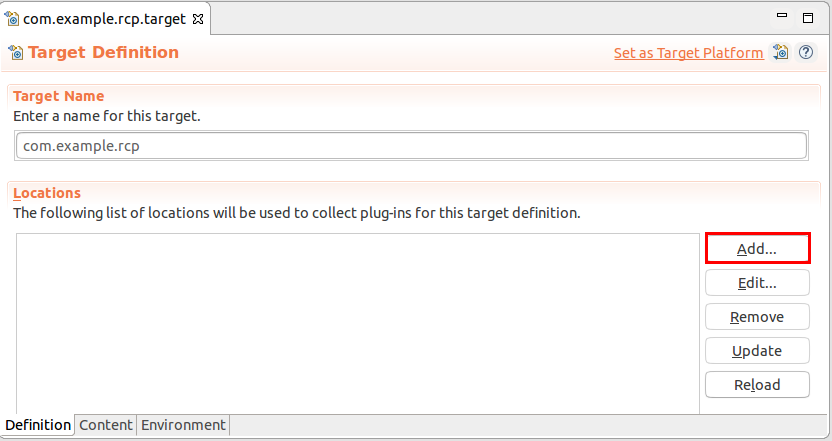 com.example.rcp.target
Target Definition
Set as Target Platform
Target Name
Enter a name for this target.
com.example.rcp
Locations
The following list of locations will be used to collect plug-ins for this target definition.
Add...
Edit...
Remove
Update
Reload
Definition Content Environment